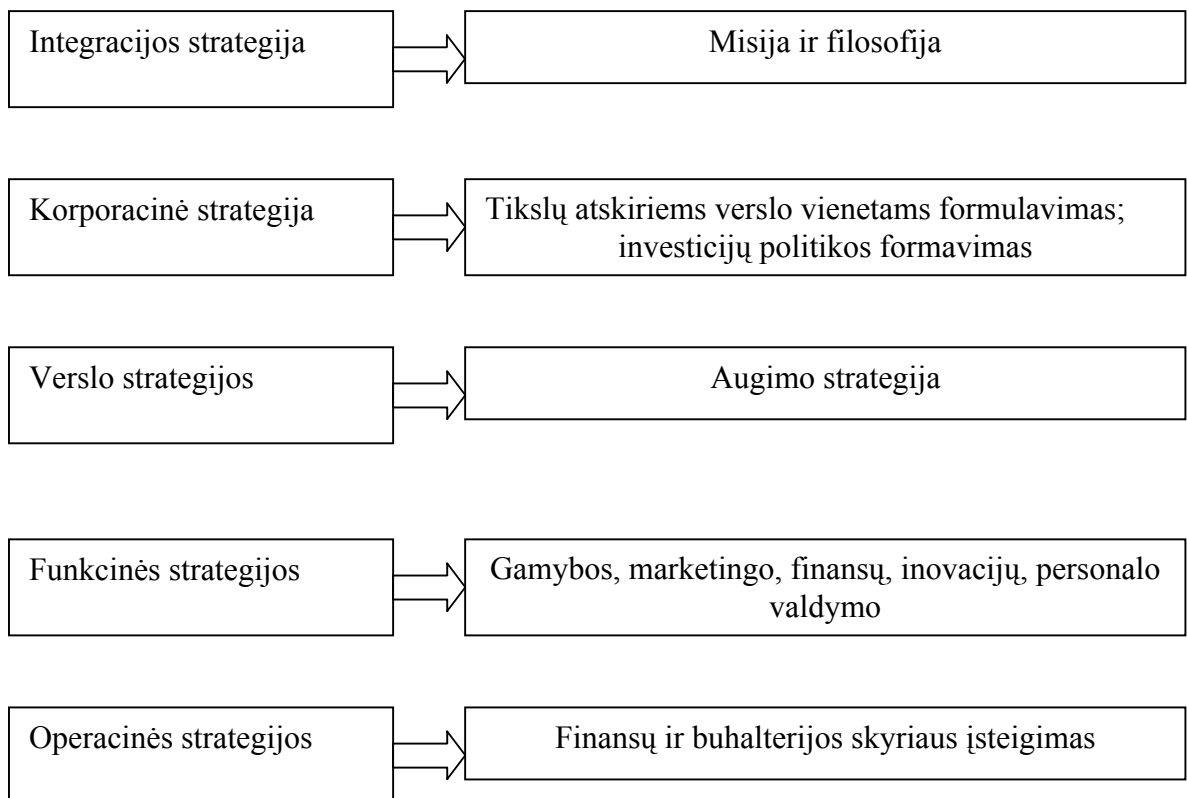 Integracijos strategija
Misija ir filosofija
Korporacinė strategija
Tikslų atskiriems verslo vienetams formulavimas;
investicijų politikos formavimas
Verslo strategijos
Augimo strategija
Funkcinės strategijos
Gamybos, marketingo, finansų, inovacijų, personalo
valdymo
Operacinės strategijos
Finansų ir buhalterijos skyriaus įsteigimas